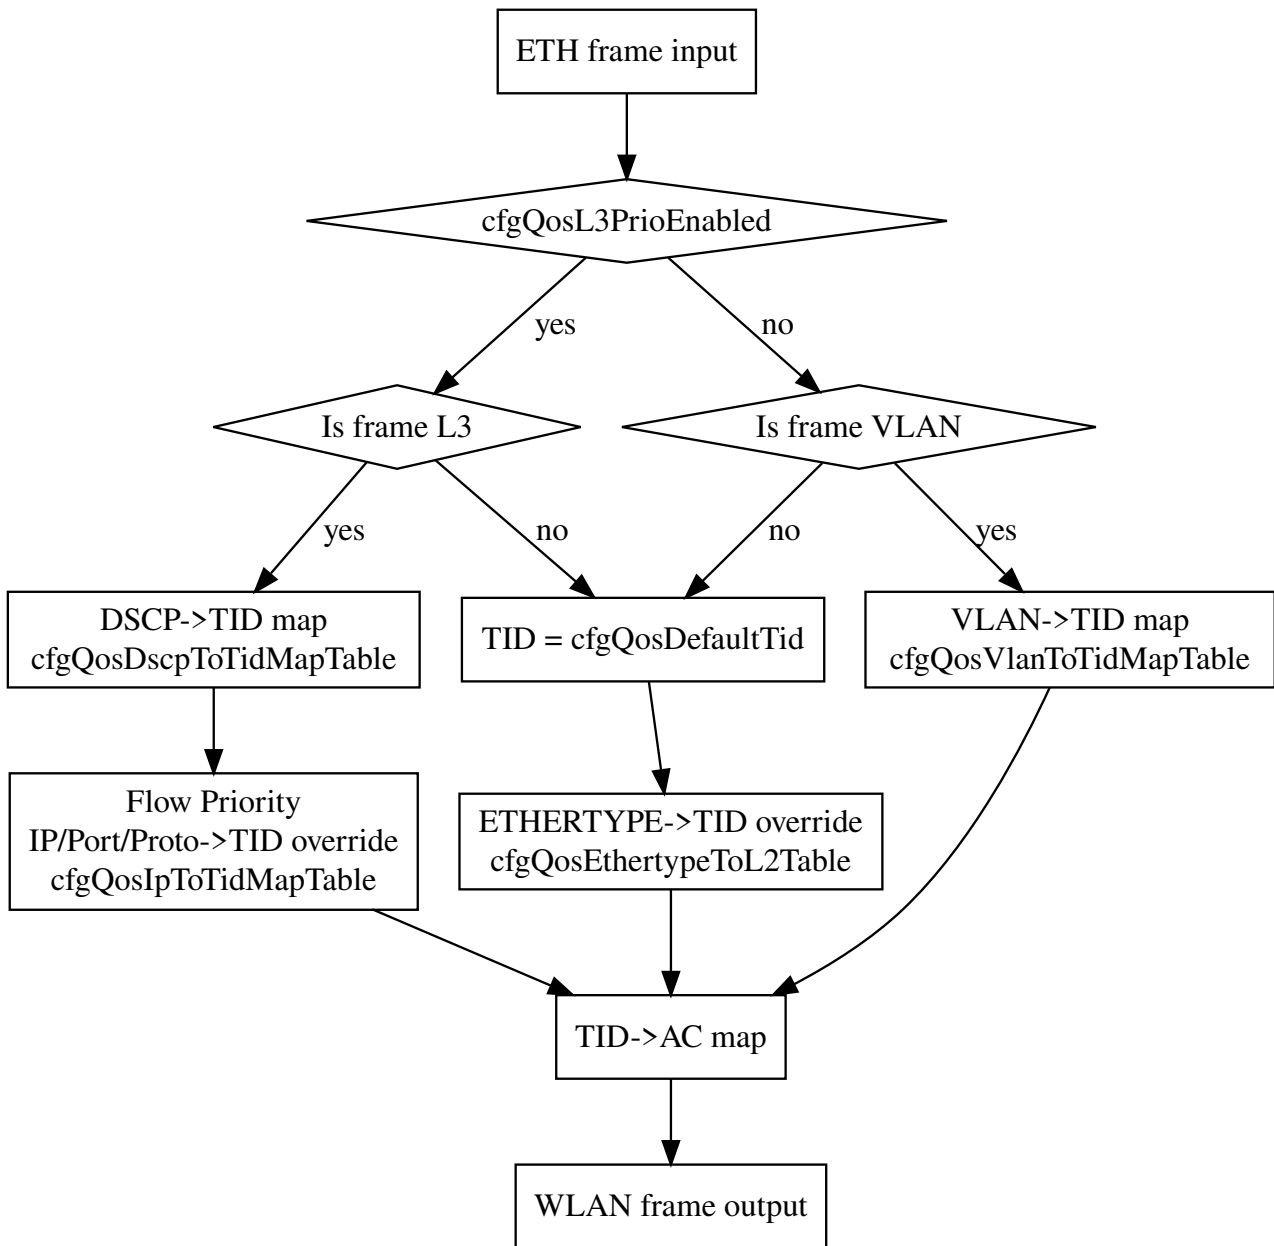 ETH frame input
cfgQosL3PrioEnabled
yes
no
Is frame L3
Is frame VLAN
yes
no
no
yes
DSCP->TID map
cfgQosDscpToTidMapTable
TID = cfgQosDefaultTid
VLAN->TID map
cfgQosVlanToTidMapTable
Flow Priority
IP/Port/Proto->TID override
cfgQosIpToTidMapTable
ETHERTYPE->TID override
cfgQosEthertypeToL2Table
TID->AC map
WLAN frame output